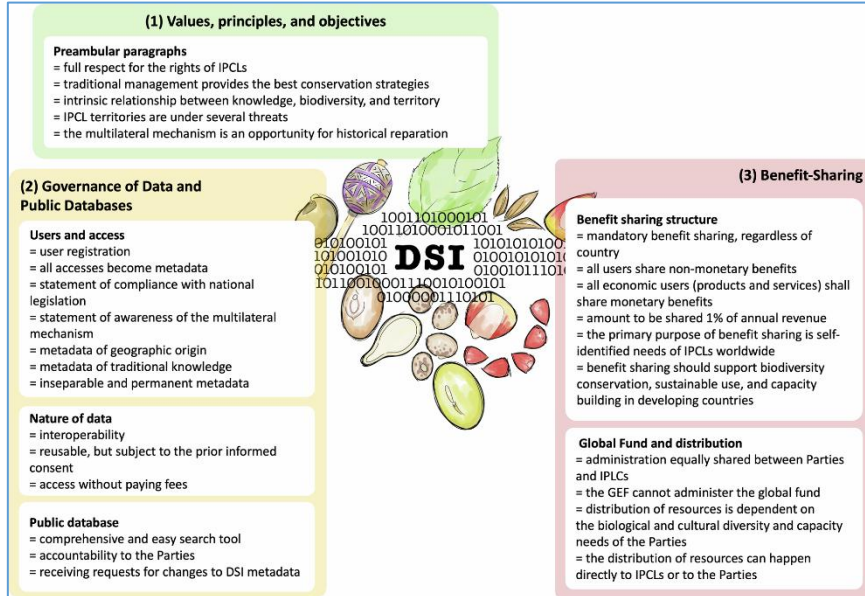 (1) Values, principles, and objectives
Preambular paragraphs
= full respect for the rights of IPCLs
= traditional management provides the best conservation strategies
= intrinsic relationship between knowledge, biodiversity, and territory
= IPCL territories are under several threats
= the multilateral mechanism is an opportunity for historical reparation
(2) Governance of Data and
Public Databases
Users and access
= user registration
= all accesses become metadata
= statement of compliance with national
legislation
= statement of awareness of the multilateral
mechanism
= metadata of geographic origin
= metadata of traditional knowledge
= inseparable and permanent metadata
Nature of data
= interoperability
= reusable, but subject to the prior informed
consent
= access without paying fees
Public database
= comprehensive and easy search tool
= accountability to the Parties
= receiving requests for changes to DSI metadata
1001101000101
10011010001011001
010100101
101001010
010100101
DSI
10101010100
0100101
010010111010
1011001000111001010010101
01000001110101
(3) Benefit-Sharing
Benefit sharing structure
= mandatory benefit sharing, regardless of
country
= all users share non-monetary benefits
= all economic users (products and services) shall
share monetary benefits
= amount to be shared 1% of annual revenue
= the primary purpose of benefit sharing is self-
identified needs of IPCLs worldwide
= benefit sharing should support biodiversity
conservation, sustainable use, and capacity
building in developing countries
Global Fund and distribution
= administration equally shared between Parties
and IPLCs
= the GEF cannot administer the global fund
= distribution of resources is dependent on
the biological and cultural diversity and capacity
needs of the Parties
= the distribution of resources can happen
directly to IPCLs or to the Parties